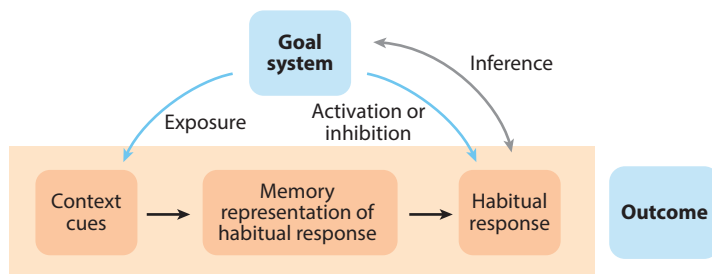 Goal
system
Inference
Exposure
Activation or
inhibition
Context
cues
Memory
representation of
habitual response
Habitual
response
Outcome